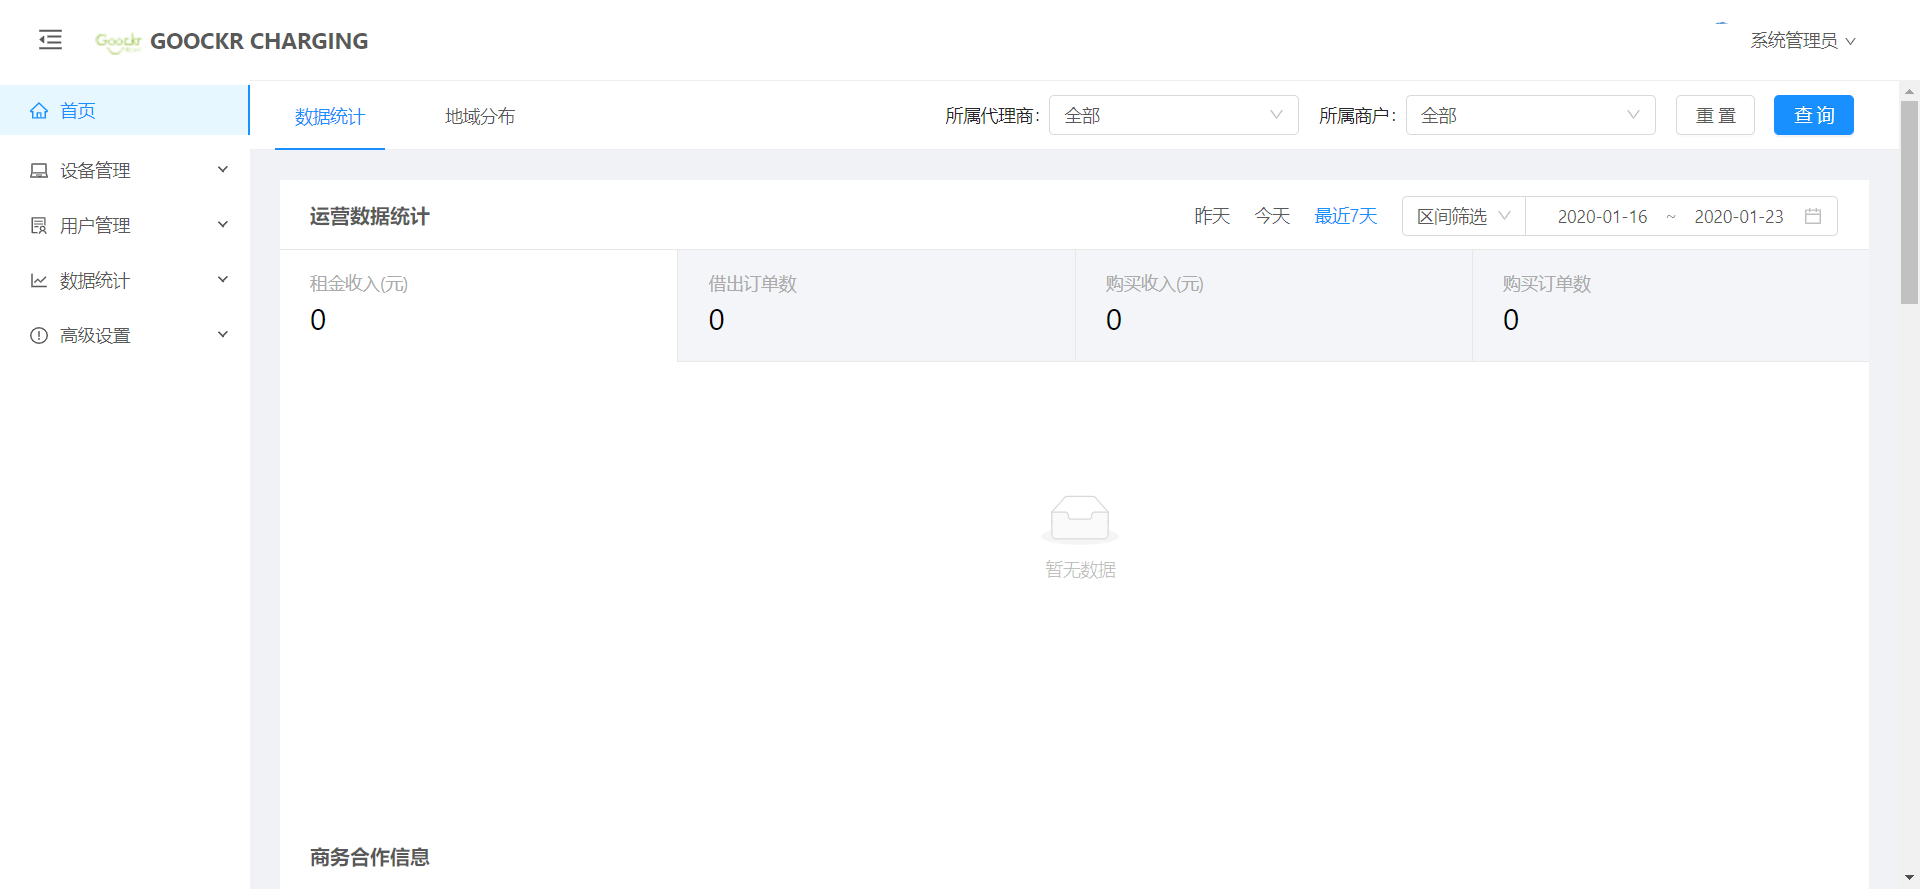 Goockr GOOCKR CHARGING
系统管理员
首页
设备管理
用户管理
数据统计
高级设置
数据统计 地域分布 所属代理商: 全部 所属商户: 全部 重 置 查 询
运营数据统计 昨天 今天 最近7天 区间筛选 2020-01-16 ~ 2020-01-23
租金收入(元) 借出订单数 购买收入(元) 购买订单数
0 0 0 0
暂无数据
商务合作信息